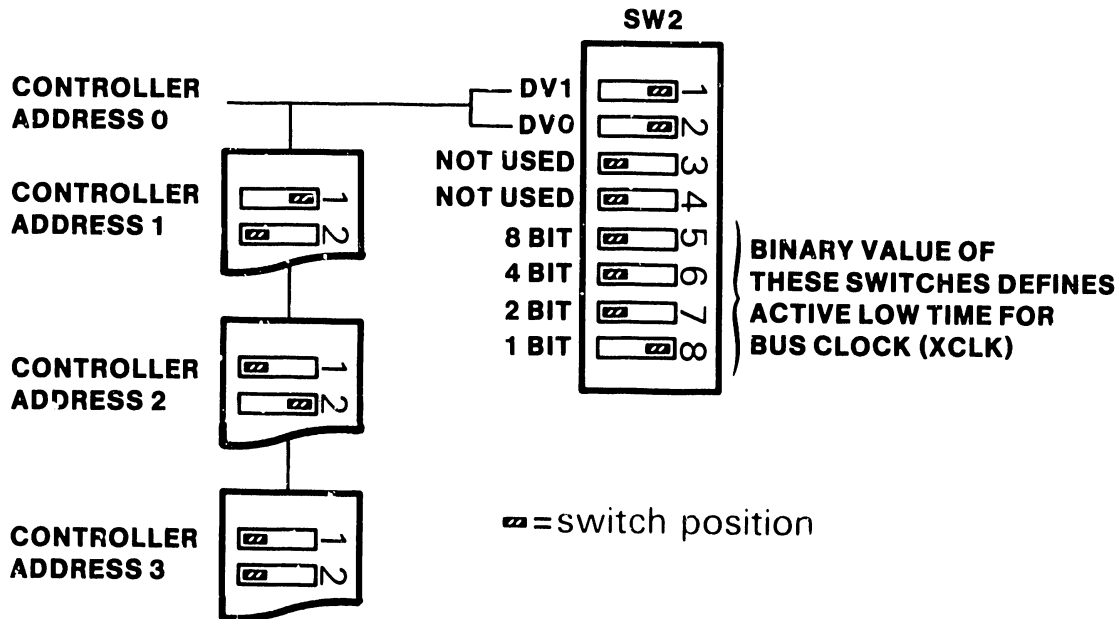 SW2
CONTROLLER
ADDRESS 0
DV1
DV0
NOT USED
NOT USED
8 BIT
4 BIT
2 BIT
1 BIT
1
2
3
4
5
6
7
8
BINARY VALUE OF
THESE SWITCHES DEFINES
ACTIVE LOW TIME FOR
BUS CLOCK (XCLK)
CONTROLLER
ADDRESS 1
1
2
CONTROLLER
ADDRESS 2
1
2
CONTROLLER
ADDRESS 3
1
2
=switch position